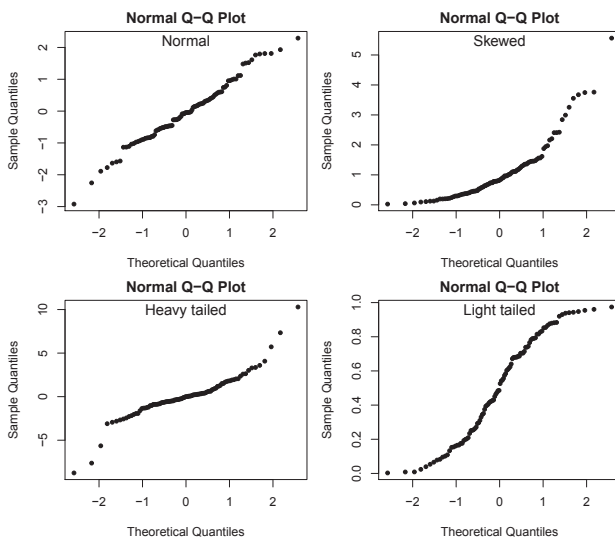 Normal Q−Q Plot
Normal
Sample Quantiles
2
1
0
−1
−2
−3
−2 −1 0 1 2
Theoretical Quantiles
Normal Q−Q Plot
Skewed
Sample Quantiles
5
4
3
2
1
0
−2 −1 0 1 2
Theoretical Quantiles
Normal Q−Q Plot
Heavy tailed
Sample Quantiles
10
5
0
−5
−2 −1 0 1 2
Theoretical Quantiles
Normal Q−Q Plot
Light tailed
Sample Quantiles
1.0
0.8
0.6
0.4
0.2
0.0
−2 −1 0 1 2
Theoretical Quantiles